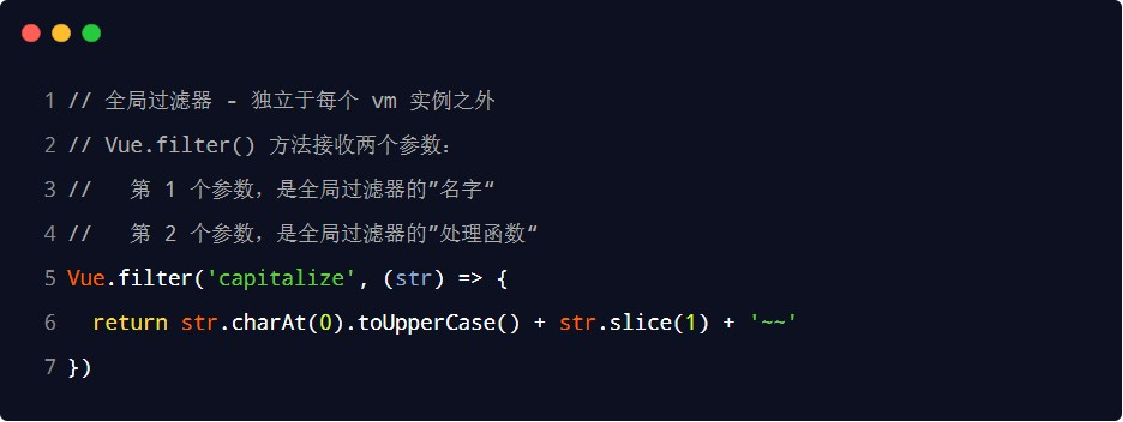 1 // 全局过滤器 - 独立于每个 vm 实例之外
2 // Vue.filter() 方法接收两个参数：
3 //   第 1 个参数，是全局过滤器的”名字“
4 //   第 2 个参数，是全局过滤器的”处理函数“
5 Vue.filter('capitalize', (str) => {
6   return str.charAt(0).toUpperCase() + str.slice(1) + '~~'
7 })